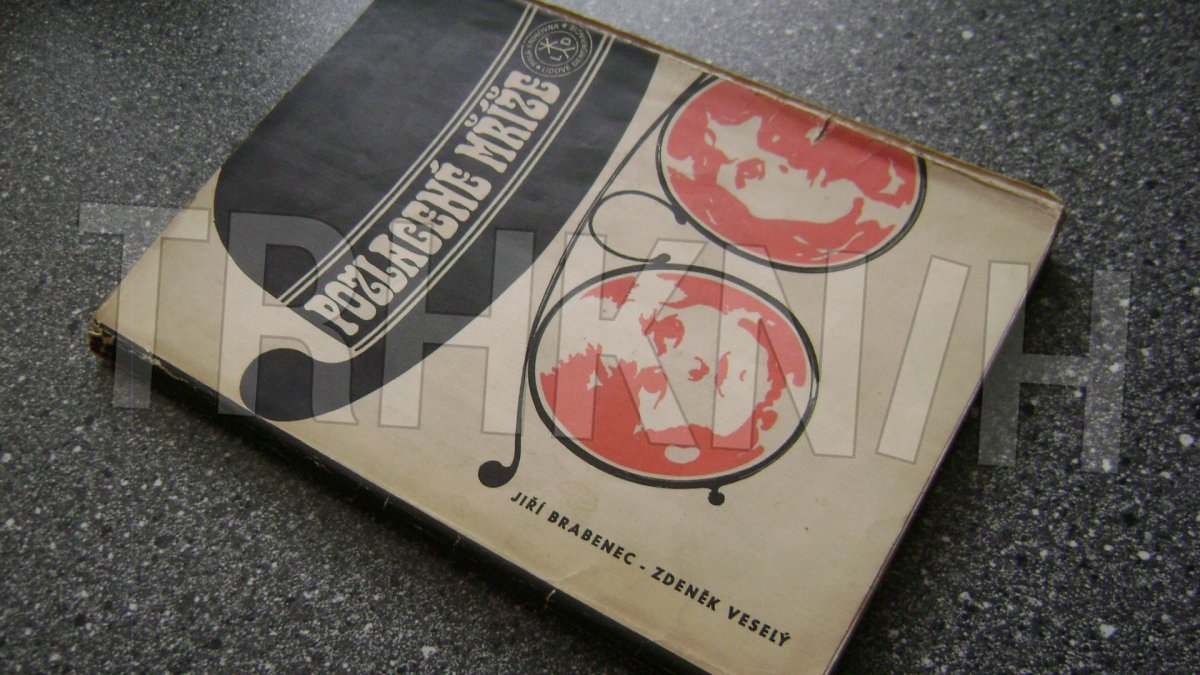 POZLACENÉ MŘÍŽE
JIŘÍ BRABENEC - ZDENĚK VESELÝ
TRHKNIH